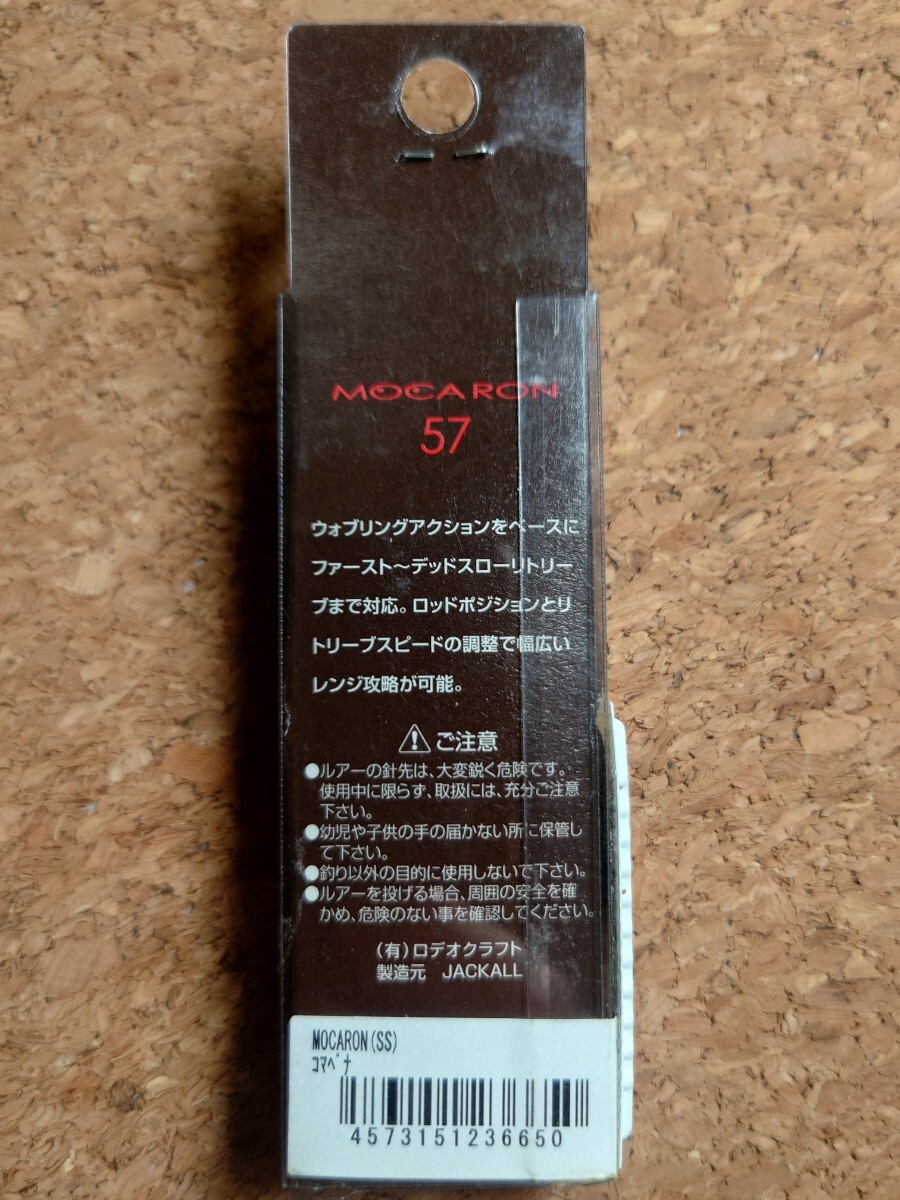 MOCARON
57
ウォブリングアクションをベースに
ファースト～デッドスローリトリー
ブまで対応。ロッドポジションとリ
トリーブスピードの調整で幅広い
レンジ攻略が可能。
ご注意
●ルアーの針先は、大変鋭く危険です。
使用中に限らず、取扱には、充分ご注意
下さい。
●幼児や子供の手の届かない所に保管し
て下さい。
●釣り以外の目的に使用しないで下さい。
●ルアーを投げる場合、周囲の安全を確
かめ、危険のない事を確認してください。
(有)ロデオクラフト
製造元 JACKALL
MOCARON(SS)
ｺﾏﾍﾞﾅ
4573151236650